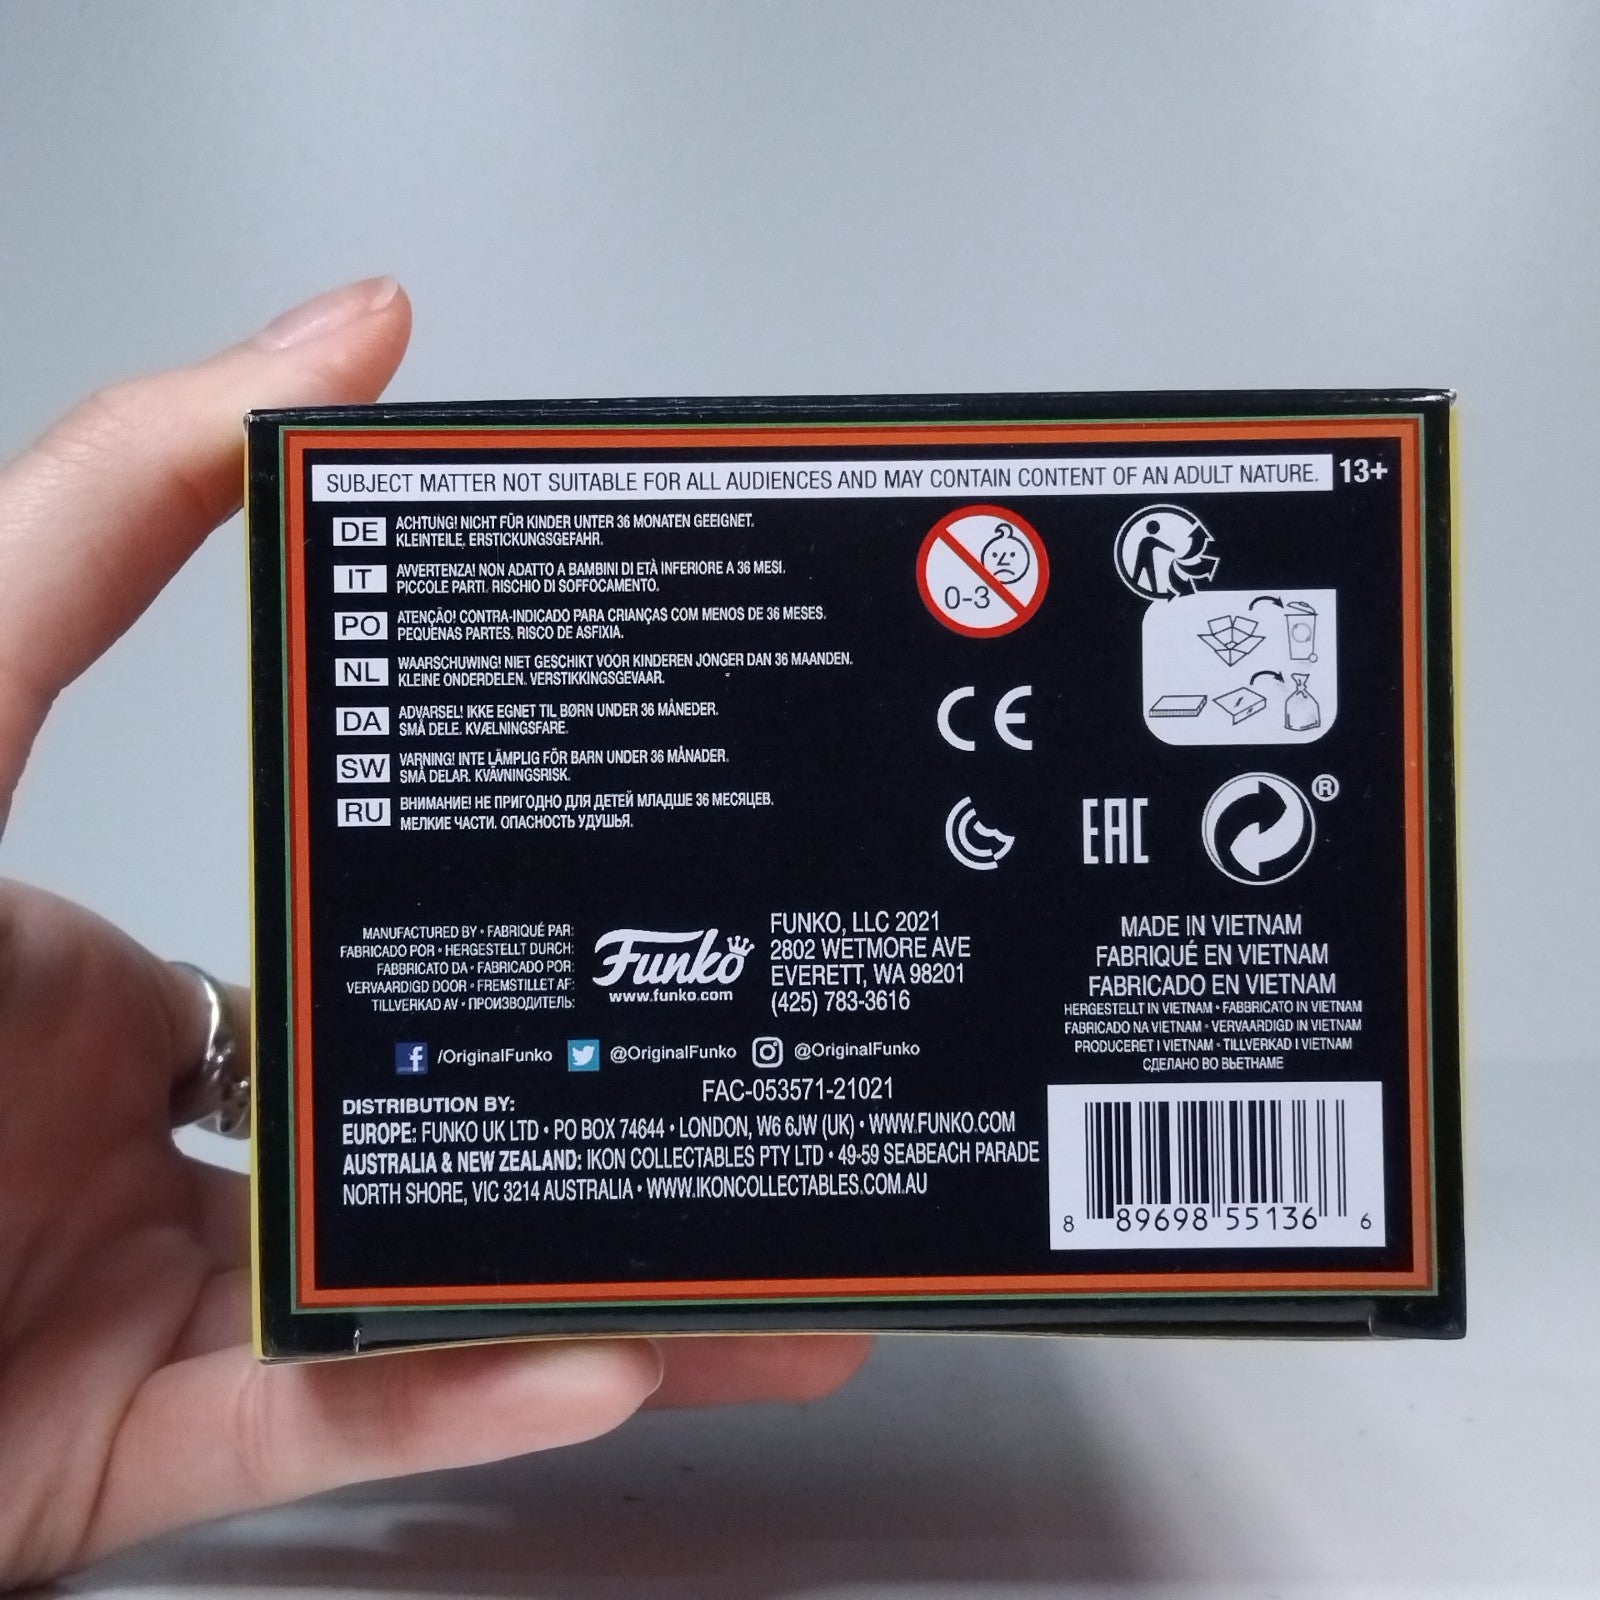 SUBJECT MATTER NOT SUITABLE FOR ALL AUDIENCES AND MAY CONTAIN CONTENT OF AN ADULT NATURE. 13+
DE ACHTUNG! NICHT FÜR KINDER UNTER 36 MONATEN GEEIGNET.
KLEINTEILE. ERSTICKUNGSGEFAHR.
IT AVVERTENZA! NON ADATTO A BAMBINI DI ETÀ INFERIORE A 36 MESI.
PICCOLE PARTI. RISCHIO DI SOFFOCAMENTO.
PO ATENÇÃO! CONTRA-INDICADO PARA CRIANÇAS COM MENOS DE 36 MESES.
PEQUENAS PARTES. RISCO DE ASFIXIA.
NL WAARSCHUWING! NIET GESCHIKT VOOR KINDEREN JONGER DAN 36 MAANDEN.
KLEINE ONDERDELEN. VERSTIKKINGSGEVAAR.
DA ADVARSEL! IKKE EGNET TIL BØRN UNDER 36 MÅNEDER.
SMÅ DELE. KVÆLNINGSFARE.
SW VARNING! INTE LÄMPLIG FÖR BARN UNDER 36 MÅNADER.
SMÅ DELAR. KVÄVNINGSRISK.
RU ВНИМАНИЕ! НЕ ПРИГОДНО ДЛЯ ДЕТЕЙ МЛАДШЕ 36 МЕСЯЦЕВ.
МЕЛКИЕ ЧАСТИ. ОПАСНОСТЬ УДУШЬЯ.
0-3
CE
EAC
®
MANUFACTURED BY • FABRIQUÉ PAR:
FABRICADO POR • HERGESTELLT DURCH:
FABBRICATO DA • FABRICADO POR:
VERVAARDIGD DOOR • FREMSTILLET AF:
TILLVERKAD AV • ПРОИЗВОДИТЕЛЬ:
Funko
www.funko.com
FUNKO, LLC 2021
2802 WETMORE AVE
EVERETT, WA 98201
(425) 783-3616
MADE IN VIETNAM
FABRIQUÉ EN VIETNAM
FABRICADO EN VIETNAM
HERGESTELLT IN VIETNAM • FABBRICATO IN VIETNAM
FABRICADO NA VIETNAM • VERVAARDIGD IN VIETNAM
PRODUCERET I VIETNAM • TILLVERKAD I VIETNAM
СДЕЛАНО ВО ВЬЕТНАМЕ
f /OriginalFunko @OriginalFunko @OriginalFunko
FAC-053571-21021
DISTRIBUTION BY:
EUROPE: FUNKO UK LTD • PO BOX 74644 • LONDON, W6 6JW (UK) • WWW.FUNKO.COM
AUSTRALIA & NEW ZEALAND: IKON COLLECTABLES PTY LTD • 49-59 SEABEACH PARADE
NORTH SHORE, VIC 3214 AUSTRALIA • WWW.IKONCOLLECTABLES.COM.AU
8 89698 55136 6